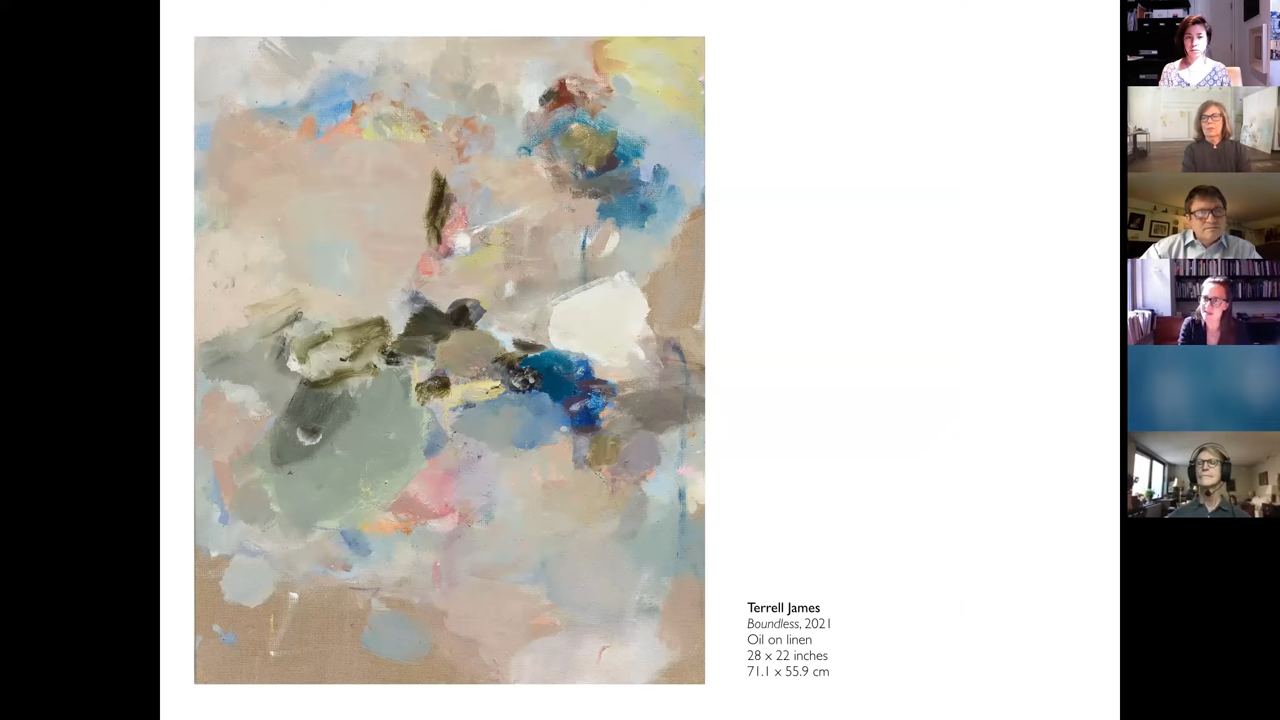 Terrell James
Boundless, 2021
Oil on linen
28 x 22 inches
71.1 x 55.9 cm